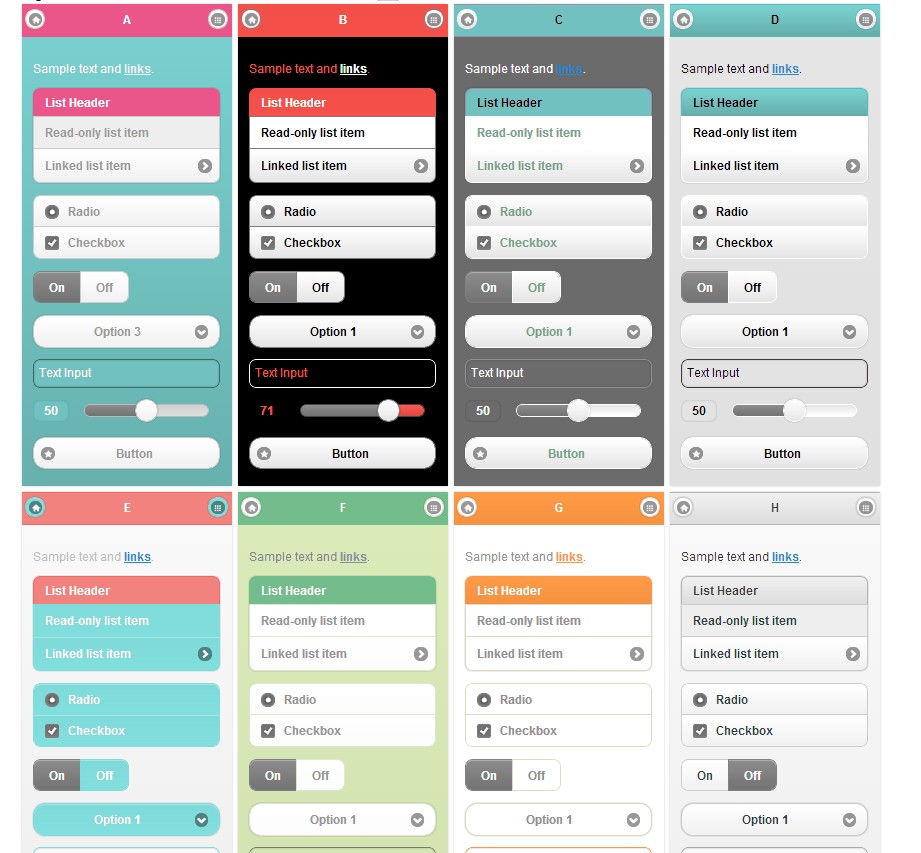 A
Sample text and links.
List Header
Read-only list item
Linked list item
Radio
Checkbox
On Off
Option 3
Text Input
50
Button
B
Sample text and links.
List Header
Read-only list item
Linked list item
Radio
Checkbox
On Off
Option 1
Text Input
71
Button
C
Sample text and links.
List Header
Read-only list item
Linked list item
Radio
Checkbox
On Off
Option 1
Text Input
50
Button
D
Sample text and links.
List Header
Read-only list item
Linked list item
Radio
Checkbox
On Off
Option 1
Text Input
50
Button
E
Sample text and links.
List Header
Read-only list item
Linked list item
Radio
Checkbox
On Off
Option 1
F
Sample text and links.
List Header
Read-only list item
Linked list item
Radio
Checkbox
On Off
Option 1
G
Sample text and links.
List Header
Read-only list item
Linked list item
Radio
Checkbox
On Off
Option 1
H
Sample text and links.
List Header
Read-only list item
Linked list item
Radio
Checkbox
On Off
Option 1